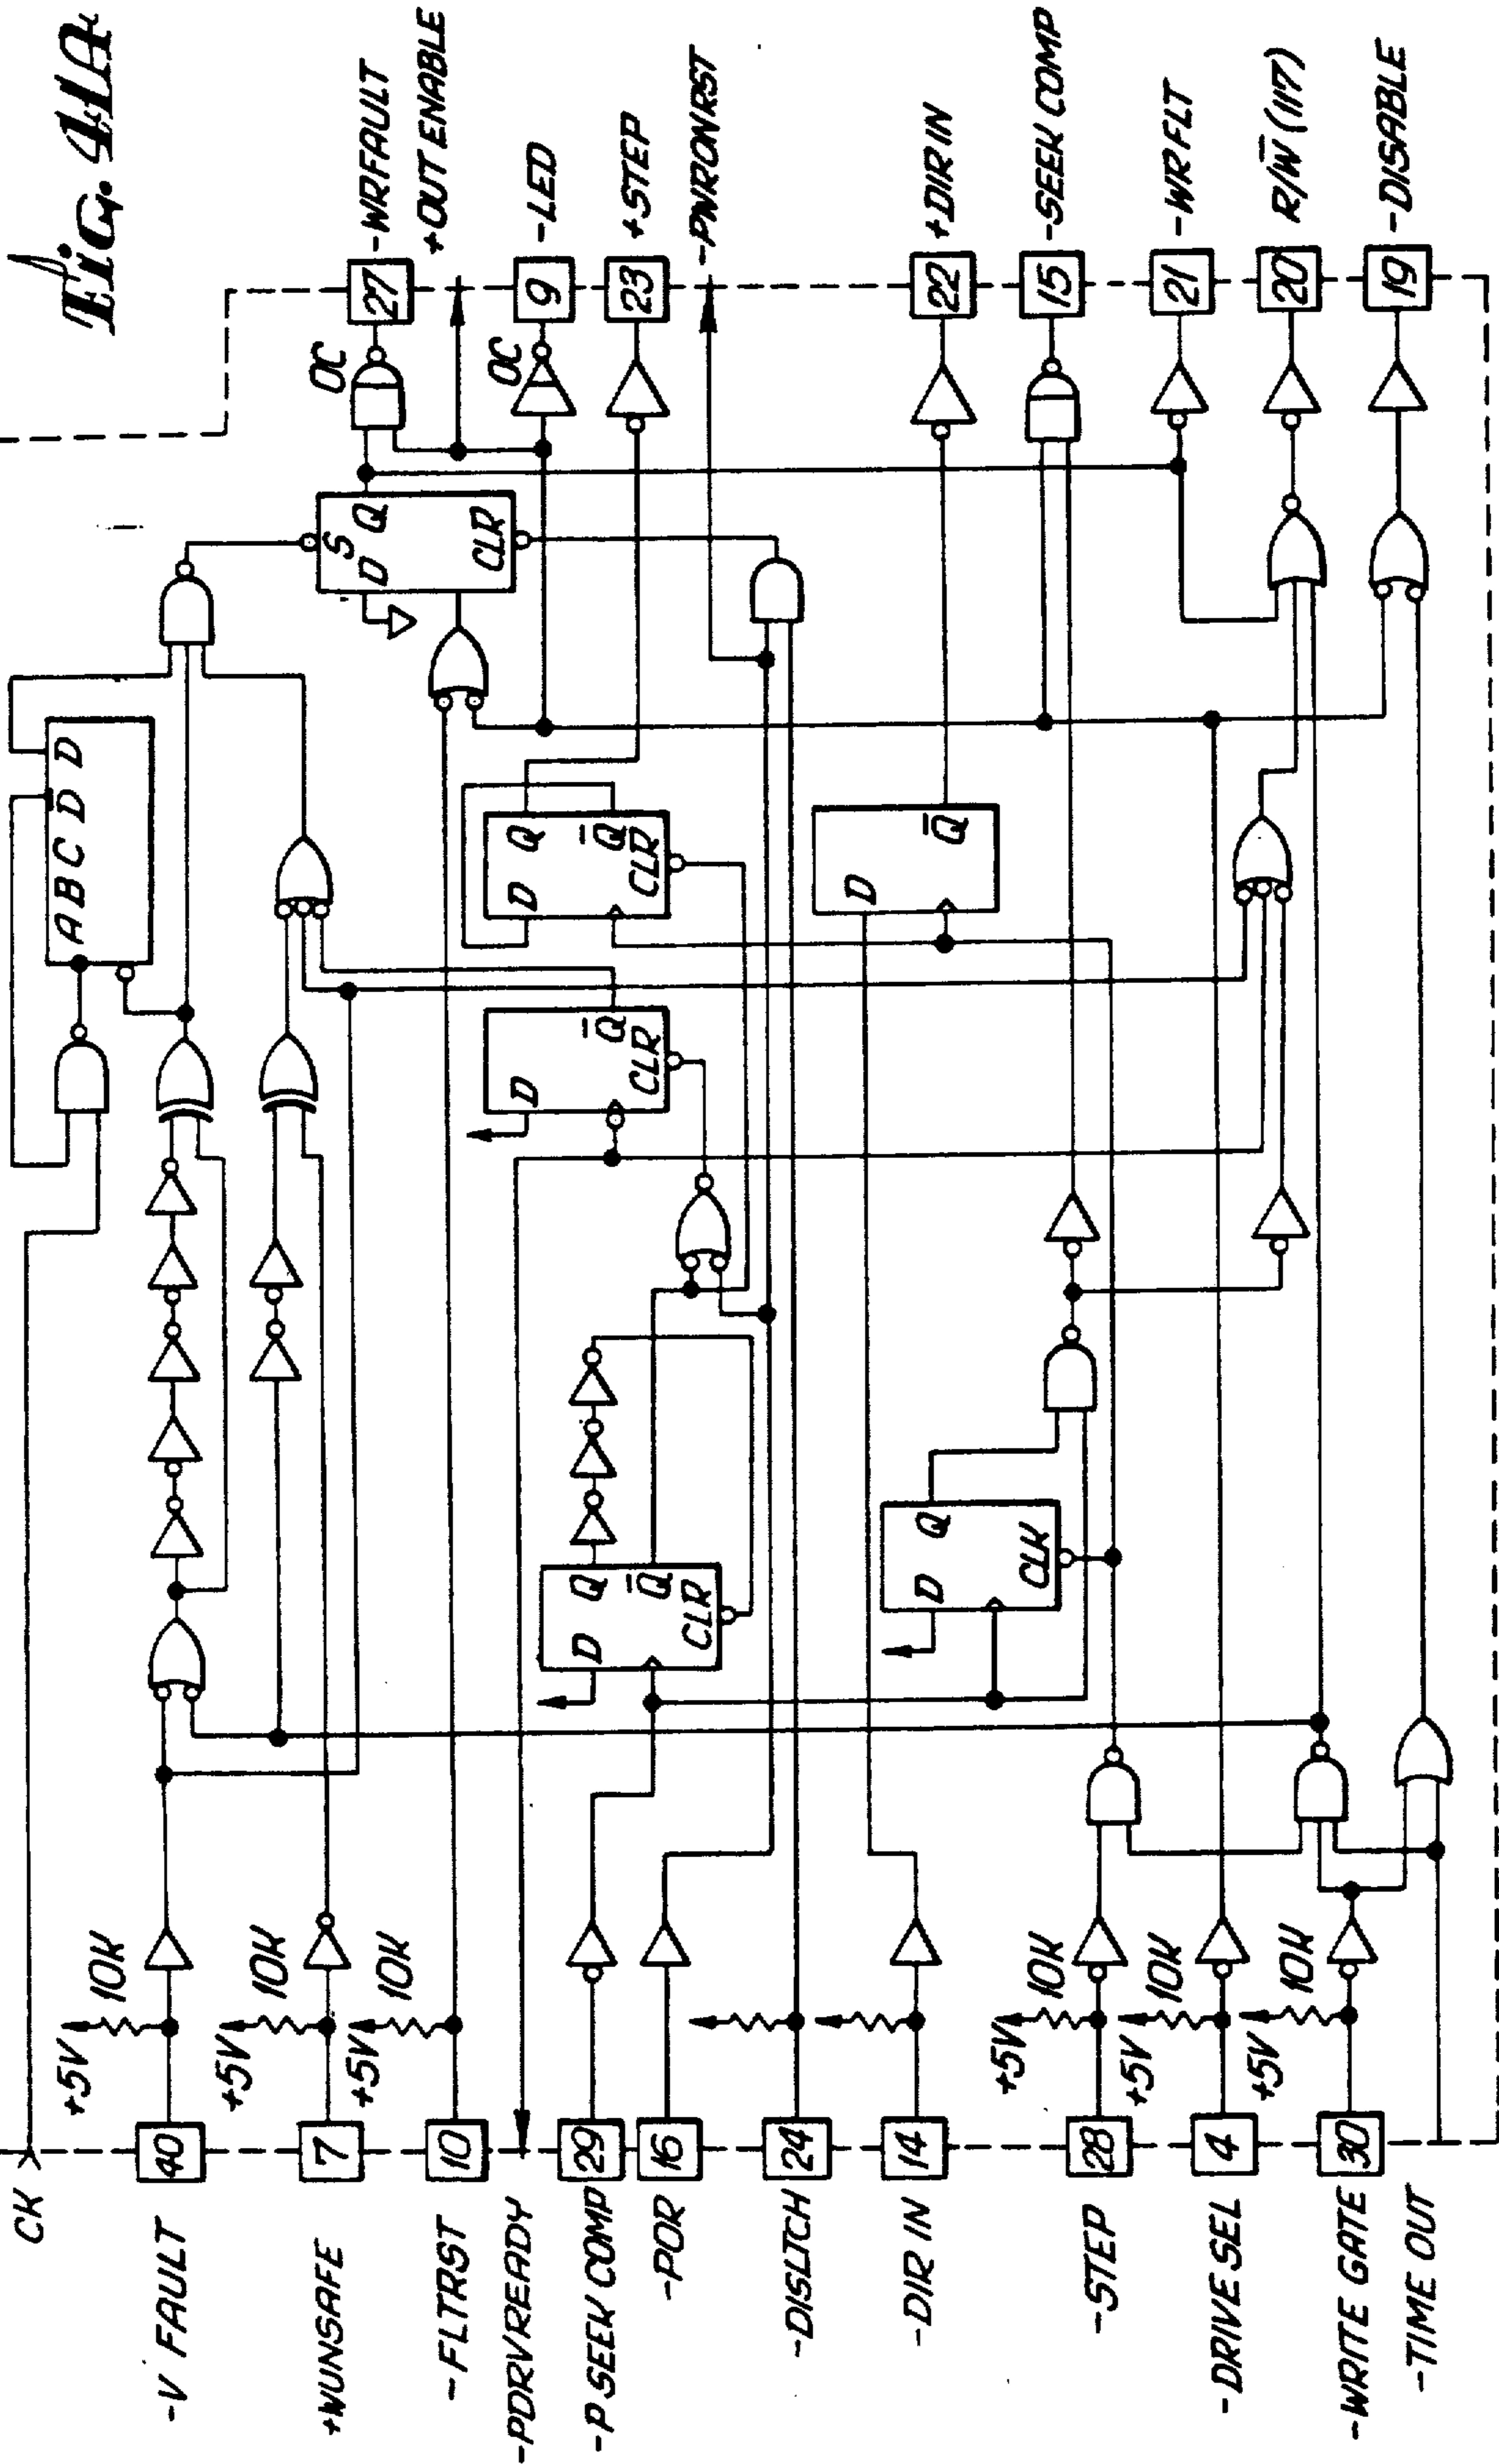 Fig. 41A
CK
-V FAULT
40
+5V
10K
+WUNSAFE
7
+5V
10K
-FLTRST
10
+5V
10K
-PDRVREADY
-P.SEEK COMP
29
-POR
16
-DISLTCH
24
-DIR IN
14
-STEP
28
+5V
10K
-DRIVE SEL
4
+5V
10K
-WRITE GATE
30
+5V
10K
-TIME OUT
A B C D D
S
D Q
CLR
D Q
Q̅
CLR
D
Q̅
CLR
D Q
Q̅
CLR
D
Q̅
D Q
CLK
OC
27
-WRFAULT
+OUT ENABLE
OC
9
-LED
23
+STEP
-PWRONRST
22
+DIR IN
15
-SEEK COMP
21
-WR FLT
20
R/W̅ (117)
19
-DISABLE